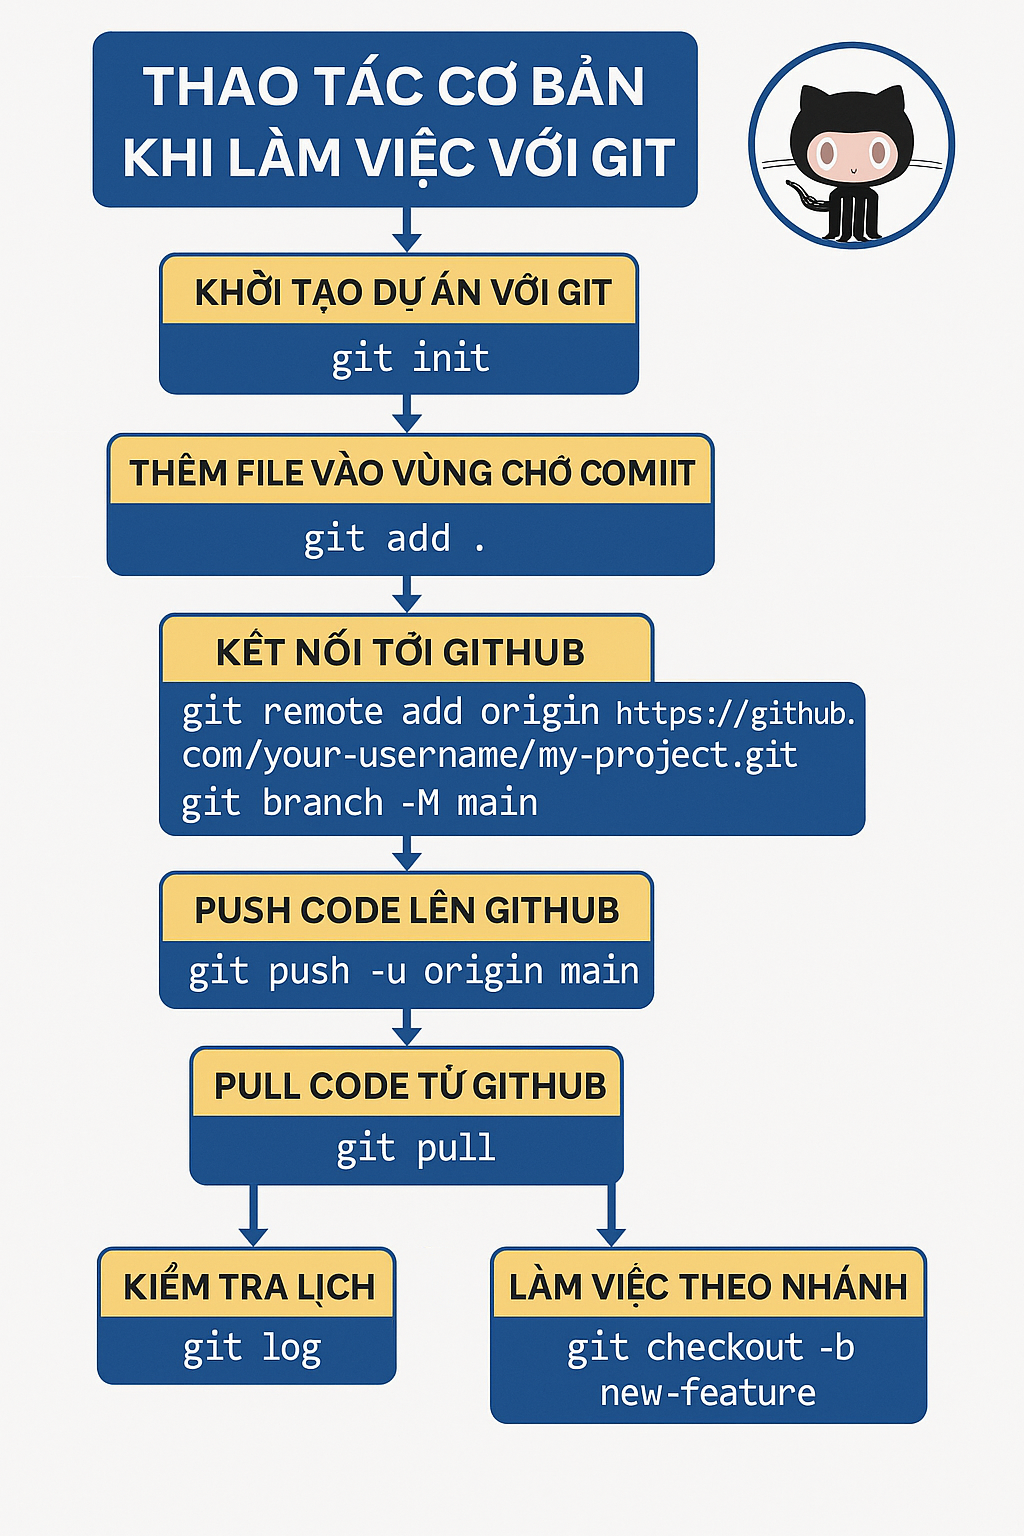 THAO TÁC CƠ BẢN
KHI LÀM VIỆC VỚI GIT
KHỜI TẠO DỰ ÁN VỚI GIT
git init
THÊM FILE VÀO VÙNG CHỜ COMIIT
git add .
KẾT NỐI TỚI GITHUB
git remote add origin https://github.
com/your-username/my-project.git
git branch -M main
PUSH CODE LÊN GITHUB
git push -u origin main
PULL CODE TỪ GITHUB
git pull
KIỂM TRA LỊCH
git log
LÀM VIỆC THEO NHÁNH
git checkout -b
new-feature